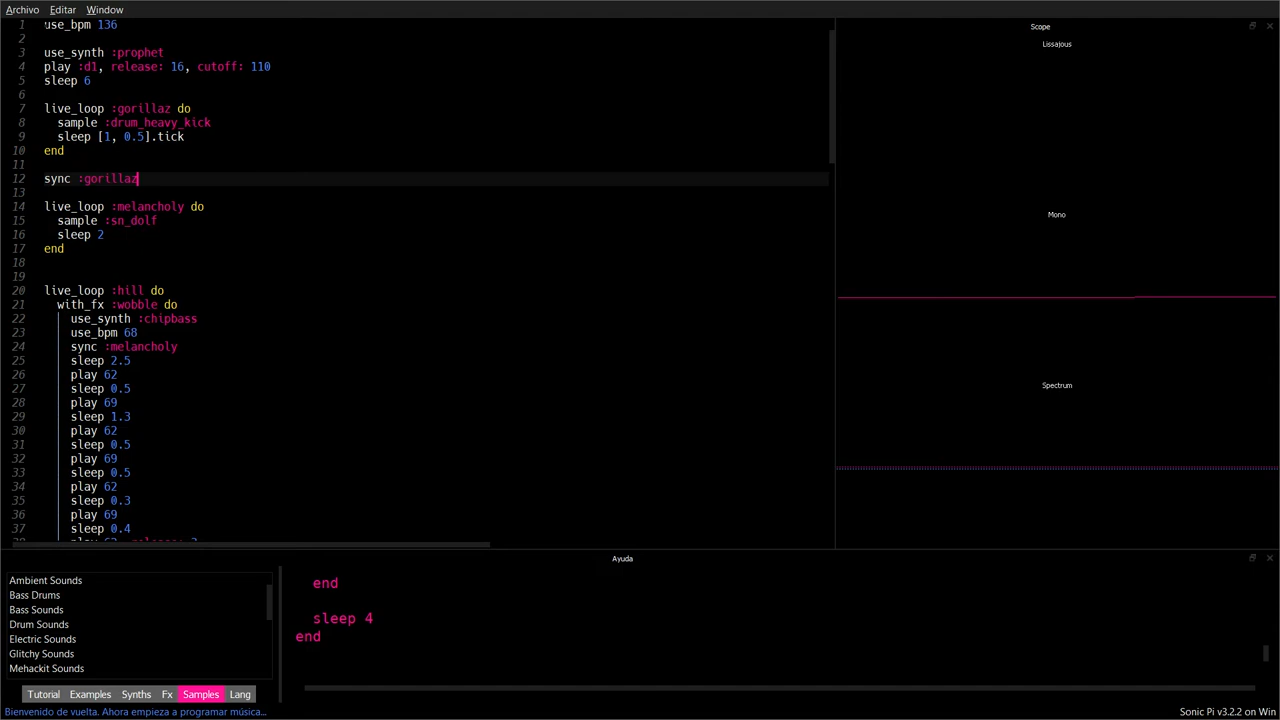 Archivo Editar Window
1 use_bpm 136
2
3 use_synth :prophet
4 play :d1, release: 16, cutoff: 110
5 sleep 6
6
7 live_loop :gorillaz do
8 sample :drum_heavy_kick
9 sleep [1, 0.5].tick
10 end
11
12 sync :gorillaz
13
14 live_loop :melancholy do
15 sample :sn_dolf
16 sleep 2
17 end
18
19
20 live_loop :hill do
21 with_fx :wobble do
22 use_synth :chipbass
23 use_bpm 68
24 sync :melancholy
25 sleep 2.5
26 play 62
27 sleep 0.5
28 play 69
29 sleep 1.3
30 play 62
31 sleep 0.5
32 play 69
33 sleep 0.5
34 play 62
35 sleep 0.3
36 play 69
37 sleep 0.4
Scope
Lissajous
Mono
Spectrum
Ayuda
Ambient Sounds
Bass Drums
Bass Sounds
Drum Sounds
Electric Sounds
Glitchy Sounds
Mehackit Sounds
end
sleep 4
end
Tutorial Examples Synths Fx Samples Lang
Bienvenido de vuelta. Ahora empieza a programar música...
Sonic Pi v3.2.2 on Win